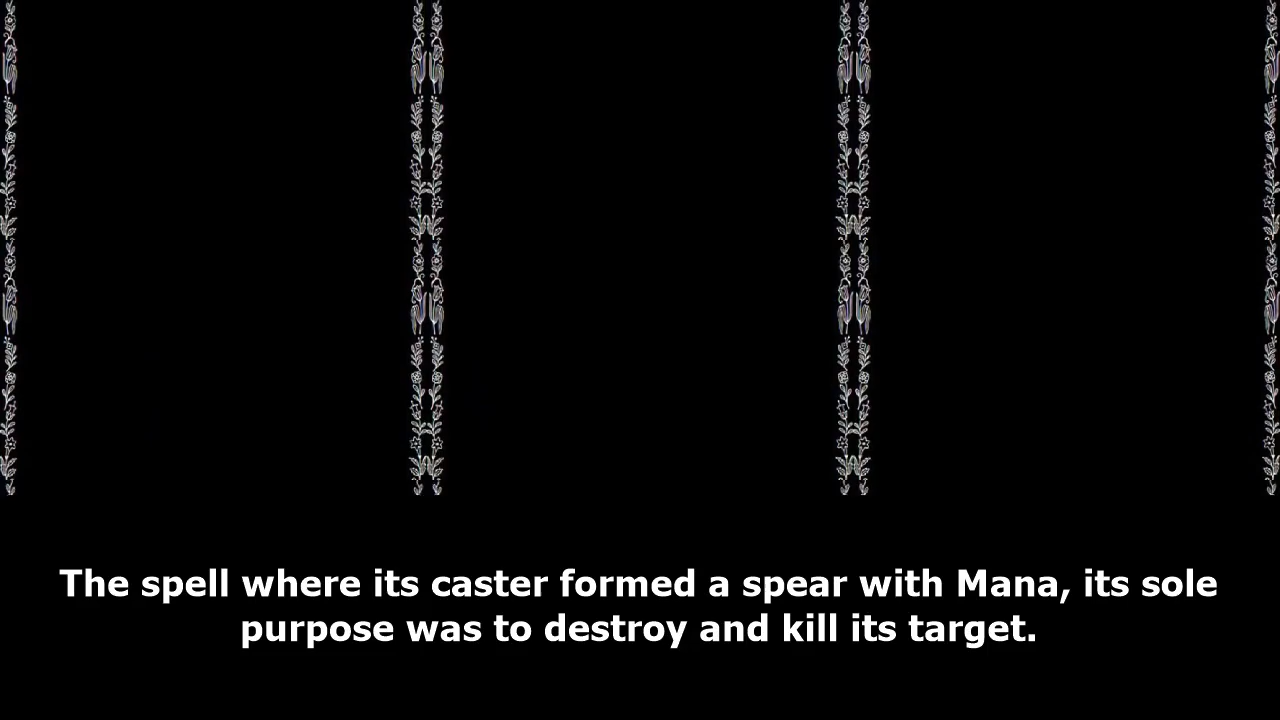 The spell where its caster formed a spear with Mana, its sole
purpose was to destroy and kill its target.